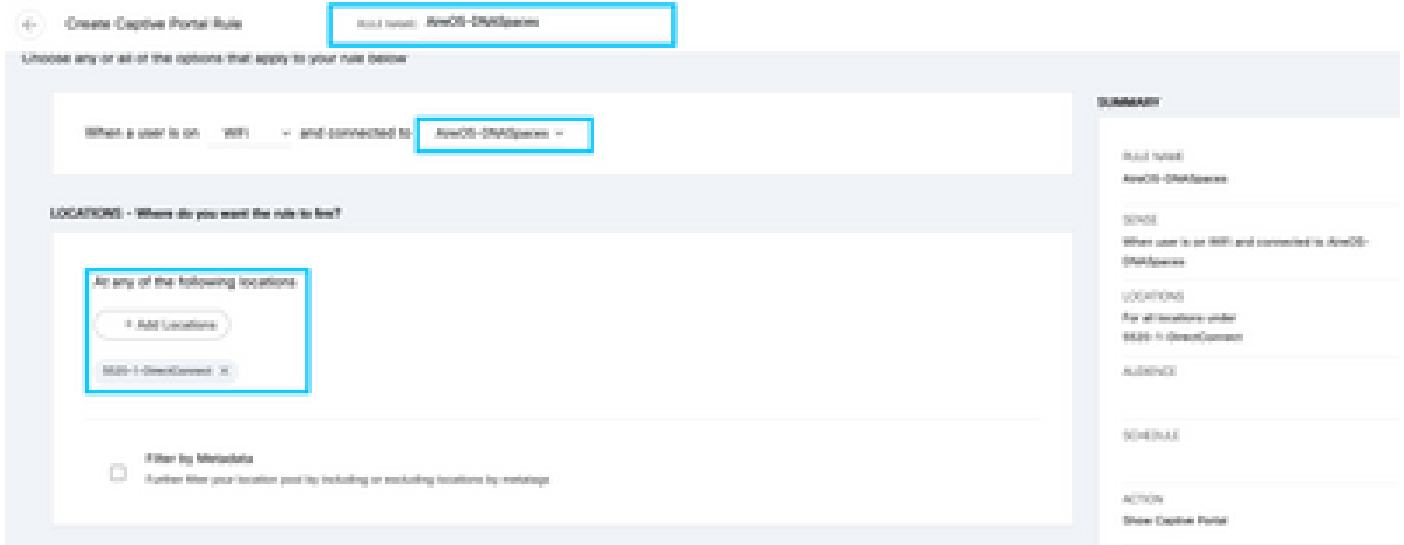 Create Captive Portal Rule
RULE NAME: AireOS-DNASpaces
Choose any or all of the options that apply to your rule below
When a user is on WiFi and connected to AireOS-DNASpaces
SUMMARY
RULE NAME
AireOS-DNASpaces
LOCATIONS - Where do you want the rule to fire?
SENSE
When user is on WiFi and connected to AireOS-
DNASpaces
At any of the following locations
+ Add Locations
5520-1-DirectConnect ×
LOCATIONS
For all locations under
5520-1-DirectConnect
AUDIENCE
SCHEDULE
Filter by Metadata
Further filter your location pool by including or excluding locations by metatags
ACTION
Show Captive Portal